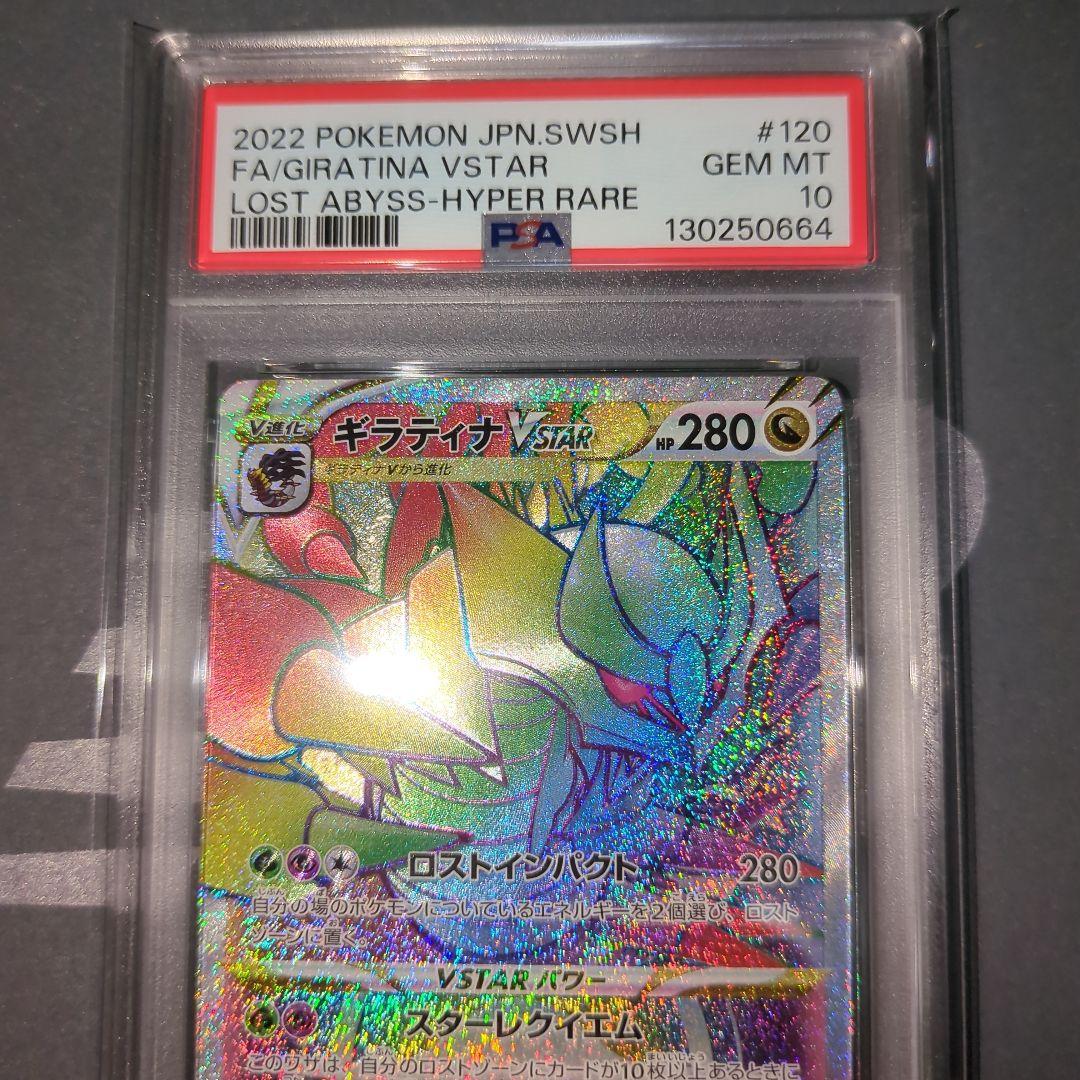 2022 POKEMON JPN.SWSH #120
FA/GIRATINA VSTAR GEM MT
LOST ABYSS-HYPER RARE 10
PSA 130250664
V進化 ギラティナVSTAR HP 280
ギラティナVから進化
ロストインパクト 280
自分の場のポケモンについているエネルギーを2個選び、ロスト
ゾーンに置く。
VSTARパワー
スターレクイエム
このワザは、自分のロストゾーンにカードが10枚以上あるときに